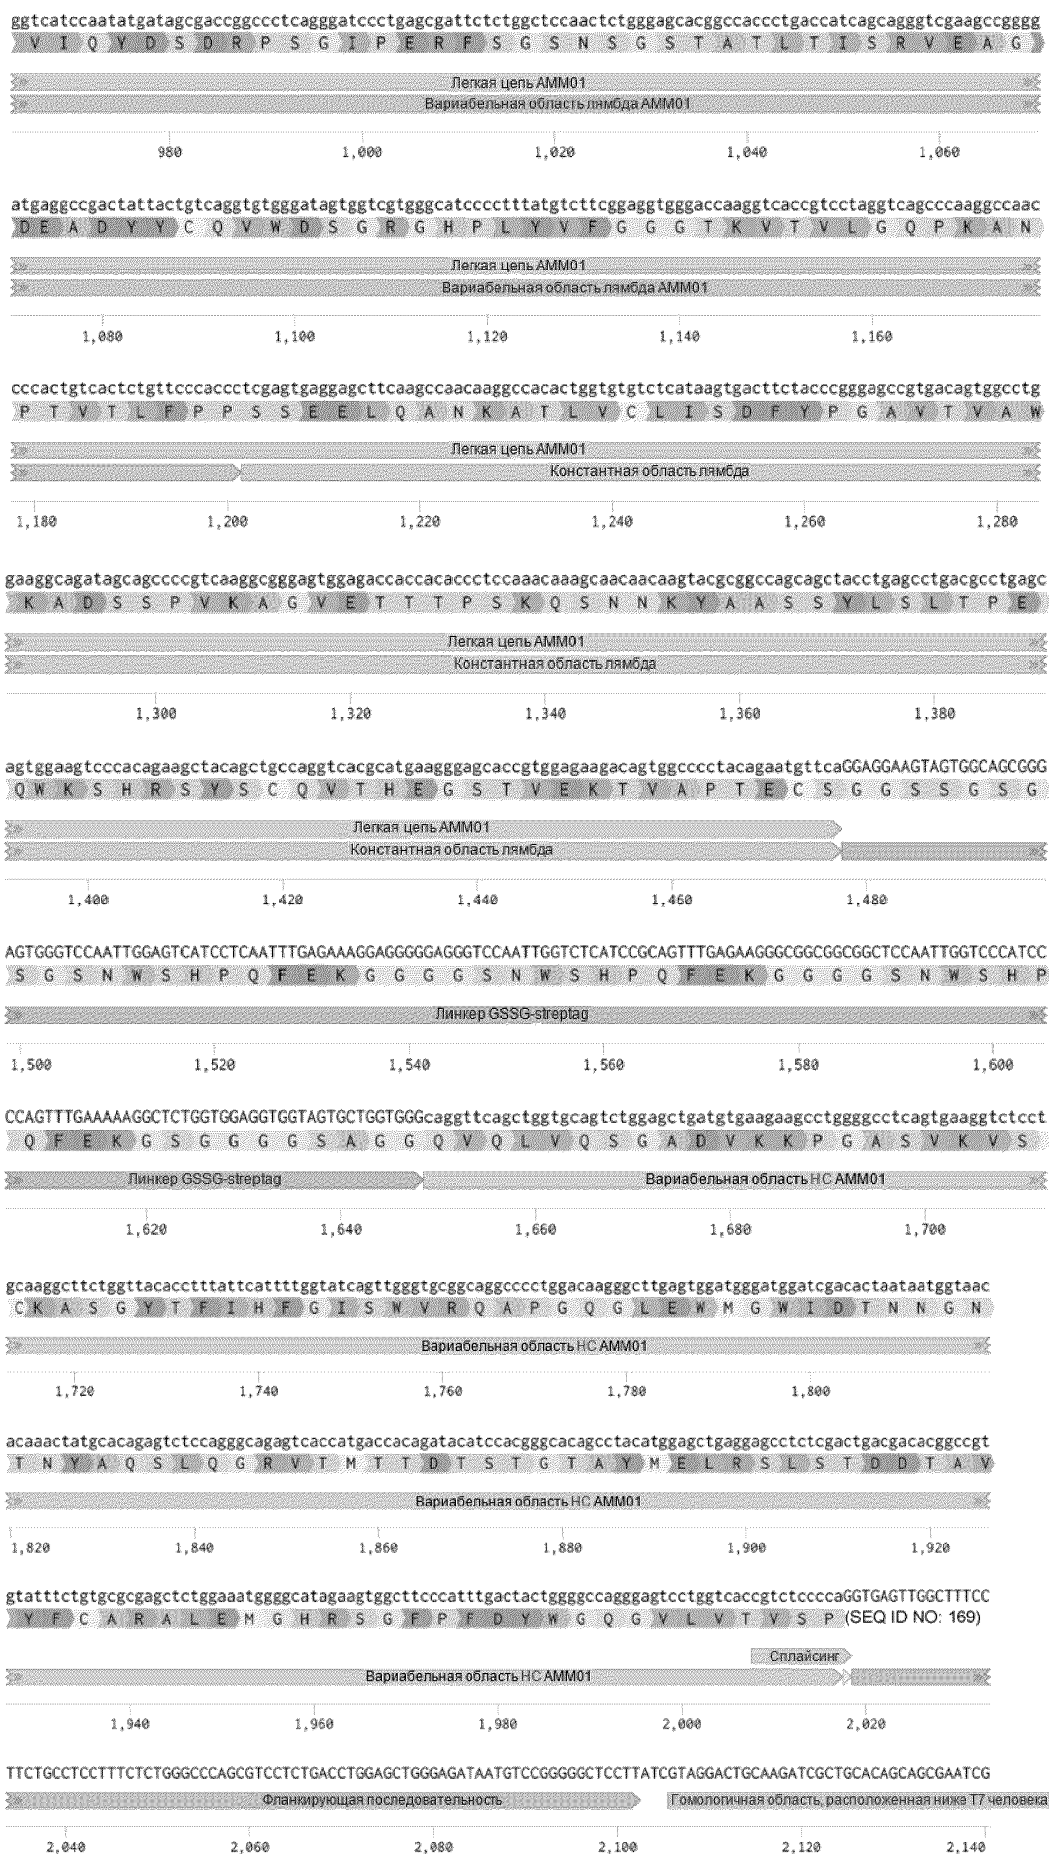 ggtcatccaatatgatagcgaccggccctcagggatccctgagcgattctctggctccaactctgggagcacggccaccctgaccatcagcagggtcgaagccgggg
V I Q Y D S D R P S G I P E R F S G S N S G S T A T L T I S R V E A G
Легкая цепь AMM01
Вариабельная область лямбда AMM01
980 1,000 1,020 1,040 1,060
atgaggccgactattactgtcaggtgtgggatagtggtcgtgggcatcccctttatgtcttcggaggtgggaccaaggtcaccgtcctaggtcagcccaaggccaac
D E A D Y Y C Q V W D S G R G H P L Y V F G G G T K V T V L G Q P K A N
Легкая цепь AMM01
Вариабельная область лямбда AMM01
1,080 1,100 1,120 1,140 1,160
cccactgtcactctgttcccaccctcgagtgaggagcttcaagccaacaaggccacactggtgtgtctcataagtgacttctacccgggagccgtgacagtggcctg
P T V T L F P P S S E E L Q A N K A T L V C L I S D F Y P G A V T V A W
Легкая цепь AMM01
Константная область лямбда
1,180 1,200 1,220 1,240 1,260 1,280
gaaggcagatagcagccccgtcaaggcgggagtggagaccaccacaccctccaaacaaagcaacaacaagtacgcggccagcagctacctgagcctgacgcctgagc
K A D S S P V K A G V E T T T P S K Q S N N K Y A A S S Y L S L T P E
Легкая цепь AMM01
Константная область лямбда
1,300 1,320 1,340 1,360 1,380
agtggaagtcccacagaagctacagctgccaggtcacgcatgaagggagcaccgtggagaagacagtggcccctacagaatgttcaGGAGGAAGTAGTGGCAGCGGG
Q W K S H R S Y S C Q V T H E G S T V E K T V A P T E C S G G S S G S G
Легкая цепь AMM01
Константная область лямбда
1,400 1,420 1,440 1,460 1,480
AGTGGGTCCAATTGGAGTCATCCTCAATTTGAGAAAGGAGGGGGAGGGTCCAATTGGTCTCATCCGCAGTTTGAGAAGGGCGGCGGCGGCTCCAATTGGTCCCATCC
S G S N W S H P Q F E K G G G G S N W S H P Q F E K G G G G S N W S H P
Линкер GSSG-streptag
1,500 1,520 1,540 1,560 1,580 1,600
CCAGTTTGAAAAAGGCTCTGGTGGAGGTGGTAGTGCTGGTGGGcaggttcagctggtgcagtctggagctgatgtgaagaagcctggggcctcagtgaaggtctcct
Q F E K G S G G G G S A G G Q V Q L V Q S G A D V K K P G A S V K V S
Линкер GSSG-streptag Вариабельная область HC AMM01
1,620 1,640 1,660 1,680 1,700
gcaaggcttctggttacacctttattcattttggtatcagttgggtgcggcaggcccctggacaagggcttgagtggatgggatggatcgacactaataatggtaac
C K A S G Y T F I H F G I S W V R Q A P G Q G L E W M G W I D T N N G N
Вариабельная область HC AMM01
1,720 1,740 1,760 1,780 1,800
acaaactatgcacagagtctccagggcagagtcaccatgaccacagatacatccacgggcacagcctacatggagctgaggagcctctcgactgacgacacggccgt
T N Y A Q S L Q G R V T M T T D T S T G T A Y M E L R S L S T D D T A V
Вариабельная область HC AMM01
1,820 1,840 1,860 1,880 1,900 1,920
gtatttctgtgcgcgagctctggaaatggggcatagaagtggcttcccatttgactactggggccagggagtcctggtcaccgtctccccaGGTGAGTTGGCTTTCC
Y F C A R A L E M G H R S G F P F D Y W G Q G V L V T V S P (SEQ ID NO: 169)
Сплайсинг
Вариабельная область HC AMM01
1,940 1,960 1,980 2,000 2,020
TTCTGCCTCCTTTCTCTGGGCCCAGCGTCCTCTGACCTGGAGCTGGGAGATAATGTCCGGGGGCTCCTTATCGTAGGACTGCAAGATCGCTGCACAGCAGCGAATCG
Фланкирующая последовательность Гомологичная область, расположенная ниже T7 человека
2,040 2,060 2,080 2,100 2,120 2,140